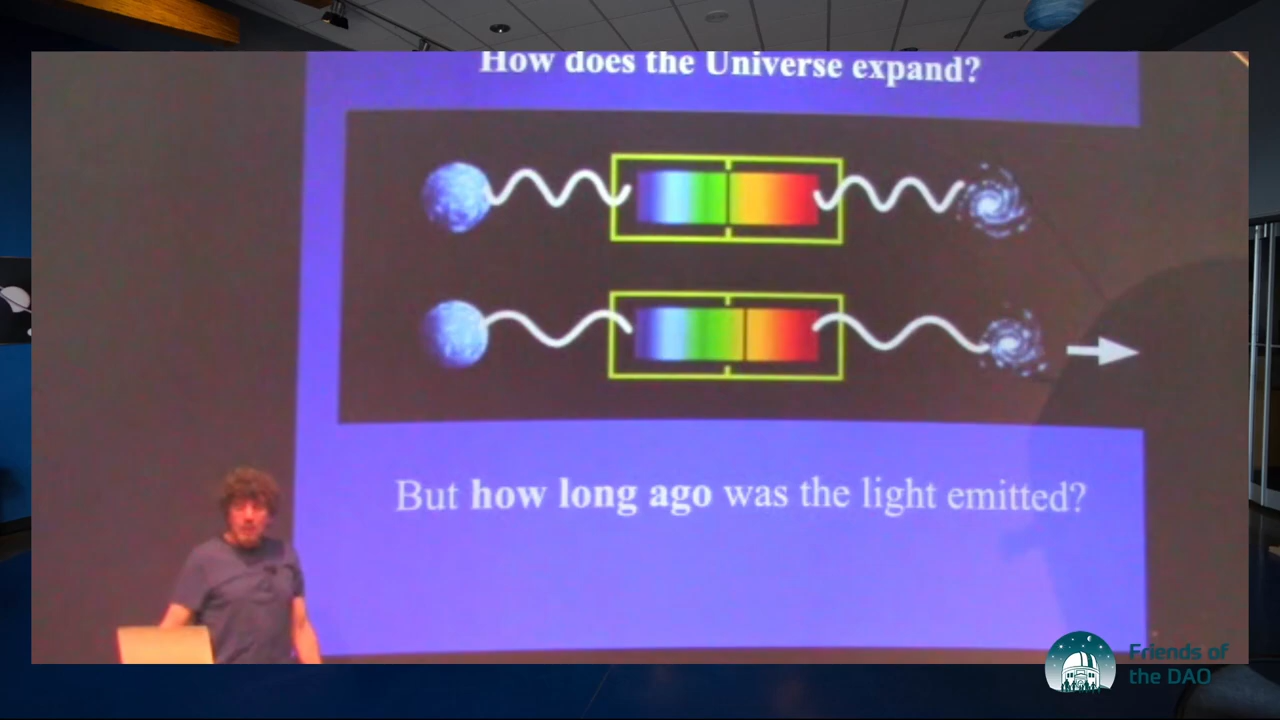 How does the Universe expand?
But how long ago was the light emitted?
Friends of
the DAO